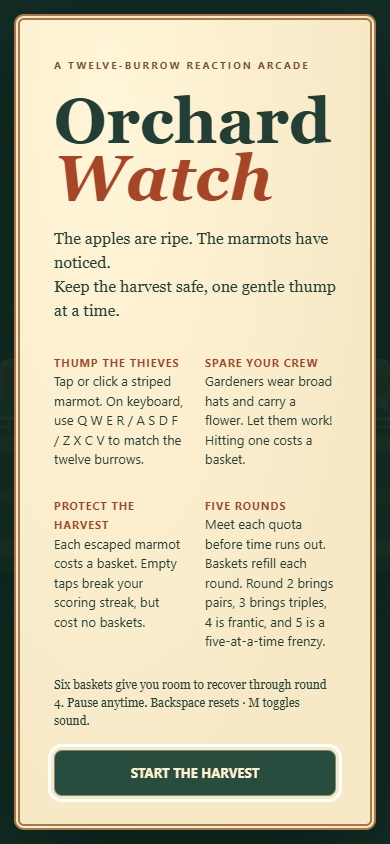 A TWELVE-BURROW REACTION ARCADE
Orchard
Watch
The apples are ripe. The marmots have
noticed.
Keep the harvest safe, one gentle thump
at a time.
THUMP THE THIEVES
Tap or click a striped
marmot. On keyboard,
use Q W E R / A S D F
/ Z X C V to match the
twelve burrows.
SPARE YOUR CREW
Gardeners wear broad
hats and carry a
flower. Let them work!
Hitting one costs a
basket.
PROTECT THE
HARVEST
Each escaped marmot
costs a basket. Empty
taps break your
scoring streak, but
cost no baskets.
FIVE ROUNDS
Meet each quota
before time runs out.
Baskets refill each
round. Round 2 brings
pairs, 3 brings triples,
4 is frantic, and 5 is a
five-at-a-time frenzy.
Six baskets give you room to recover through round
4. Pause anytime. Backspace resets · M toggles
sound.
START THE HARVEST